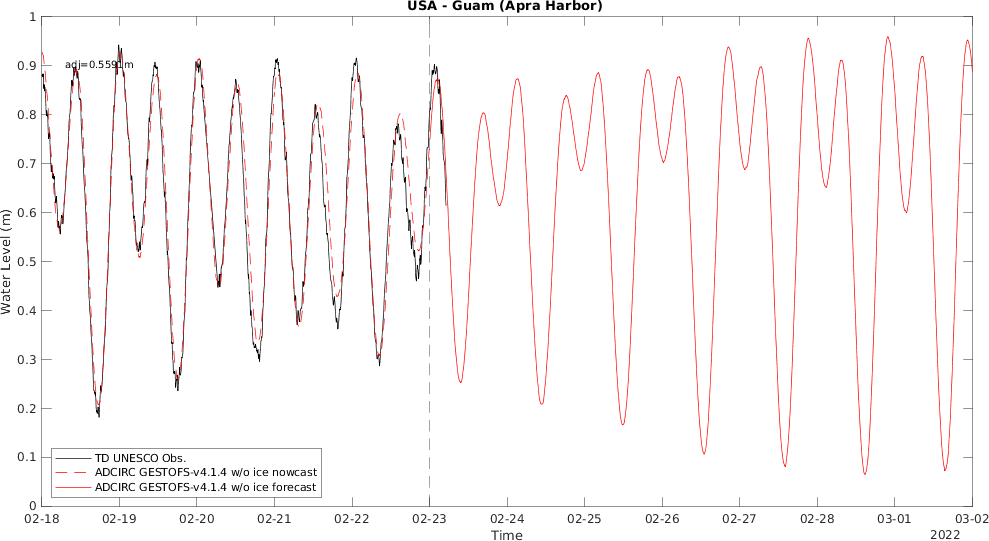 USA - Guam (Apra Harbor)
1
0.9
0.8
0.7
0.6
0.5
0.4
0.3
0.2
0.1
0
Water Level (m)
adj=0.5591m
TD UNESCO Obs.
ADCIRC GESTOFS-v4.1.4 w/o ice nowcast
ADCIRC GESTOFS-v4.1.4 w/o ice forecast
02-18 02-19 02-20 02-21 02-22 02-23 02-24 02-25 02-26 02-27 02-28 03-01 03-02
Time
2022